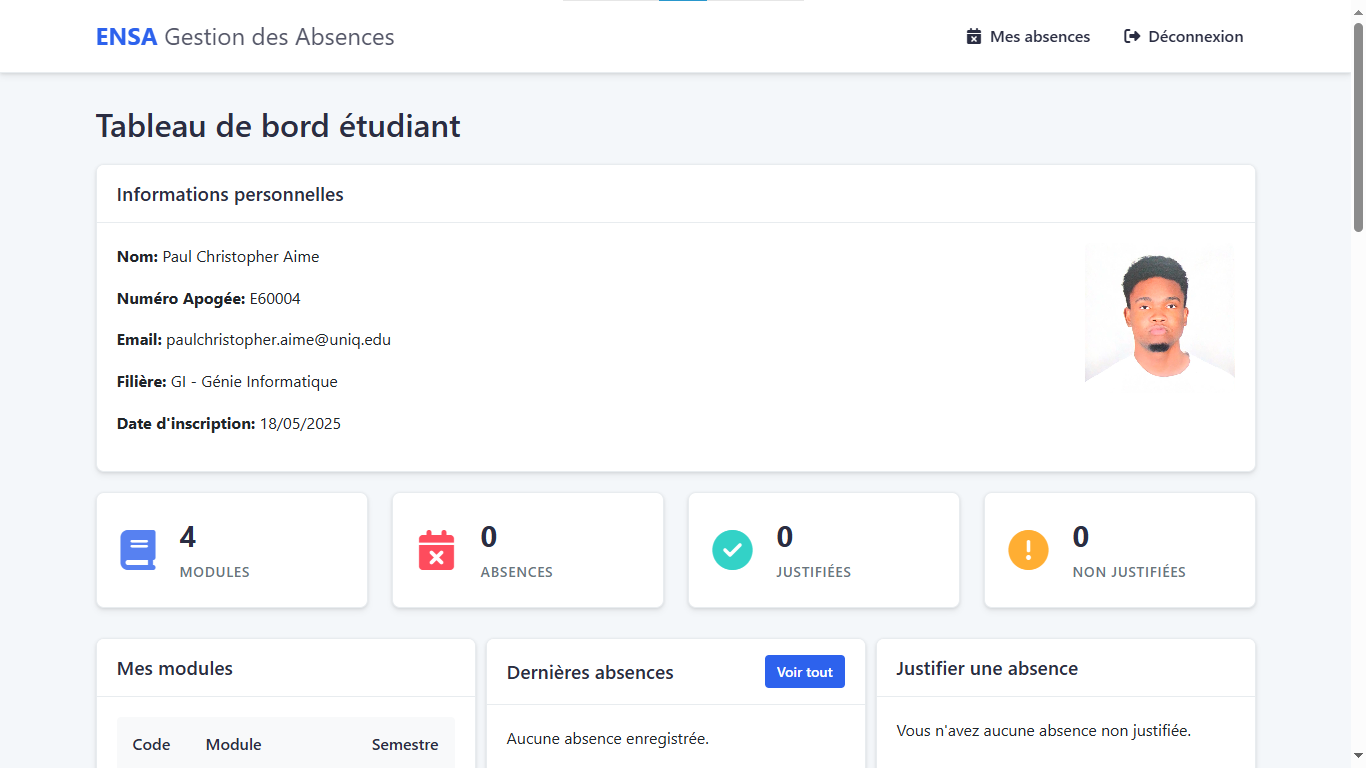 ENSA Gestion des Absences
Mes absences
Déconnexion
Tableau de bord étudiant
Informations personnelles
Nom: Paul Christopher Aime
Numéro Apogée: E60004
Email: paulchristopher.aime@uniq.edu
Filière: GI - Génie Informatique
Date d'inscription: 18/05/2025
4
MODULES
0
ABSENCES
0
JUSTIFIÉES
0
NON JUSTIFIÉES
Mes modules
Code Module Semestre
Dernières absences
Voir tout
Aucune absence enregistrée.
Justifier une absence
Vous n'avez aucune absence non justifiée.